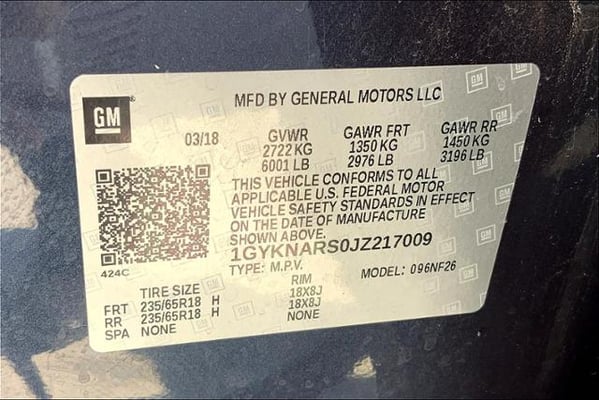 GM
MFD BY GENERAL MOTORS LLC
03/18 GVWR GAWR FRT GAWR RR
2722 KG 1350 KG 1450 KG
6001 LB 2976 LB 3196 LB
THIS VEHICLE CONFORMS TO ALL
APPLICABLE U.S. FEDERAL MOTOR
VEHICLE SAFETY STANDARDS IN EFFECT
ON THE DATE OF MANUFACTURE
SHOWN ABOVE.
1GYKNARS0JZ217009
424C
TYPE: M.P.V. MODEL: 096NF26
TIRE SIZE RIM
FRT 235/65R18 H 18X8J
RR 235/65R18 H 18X8J
SPA NONE NONE